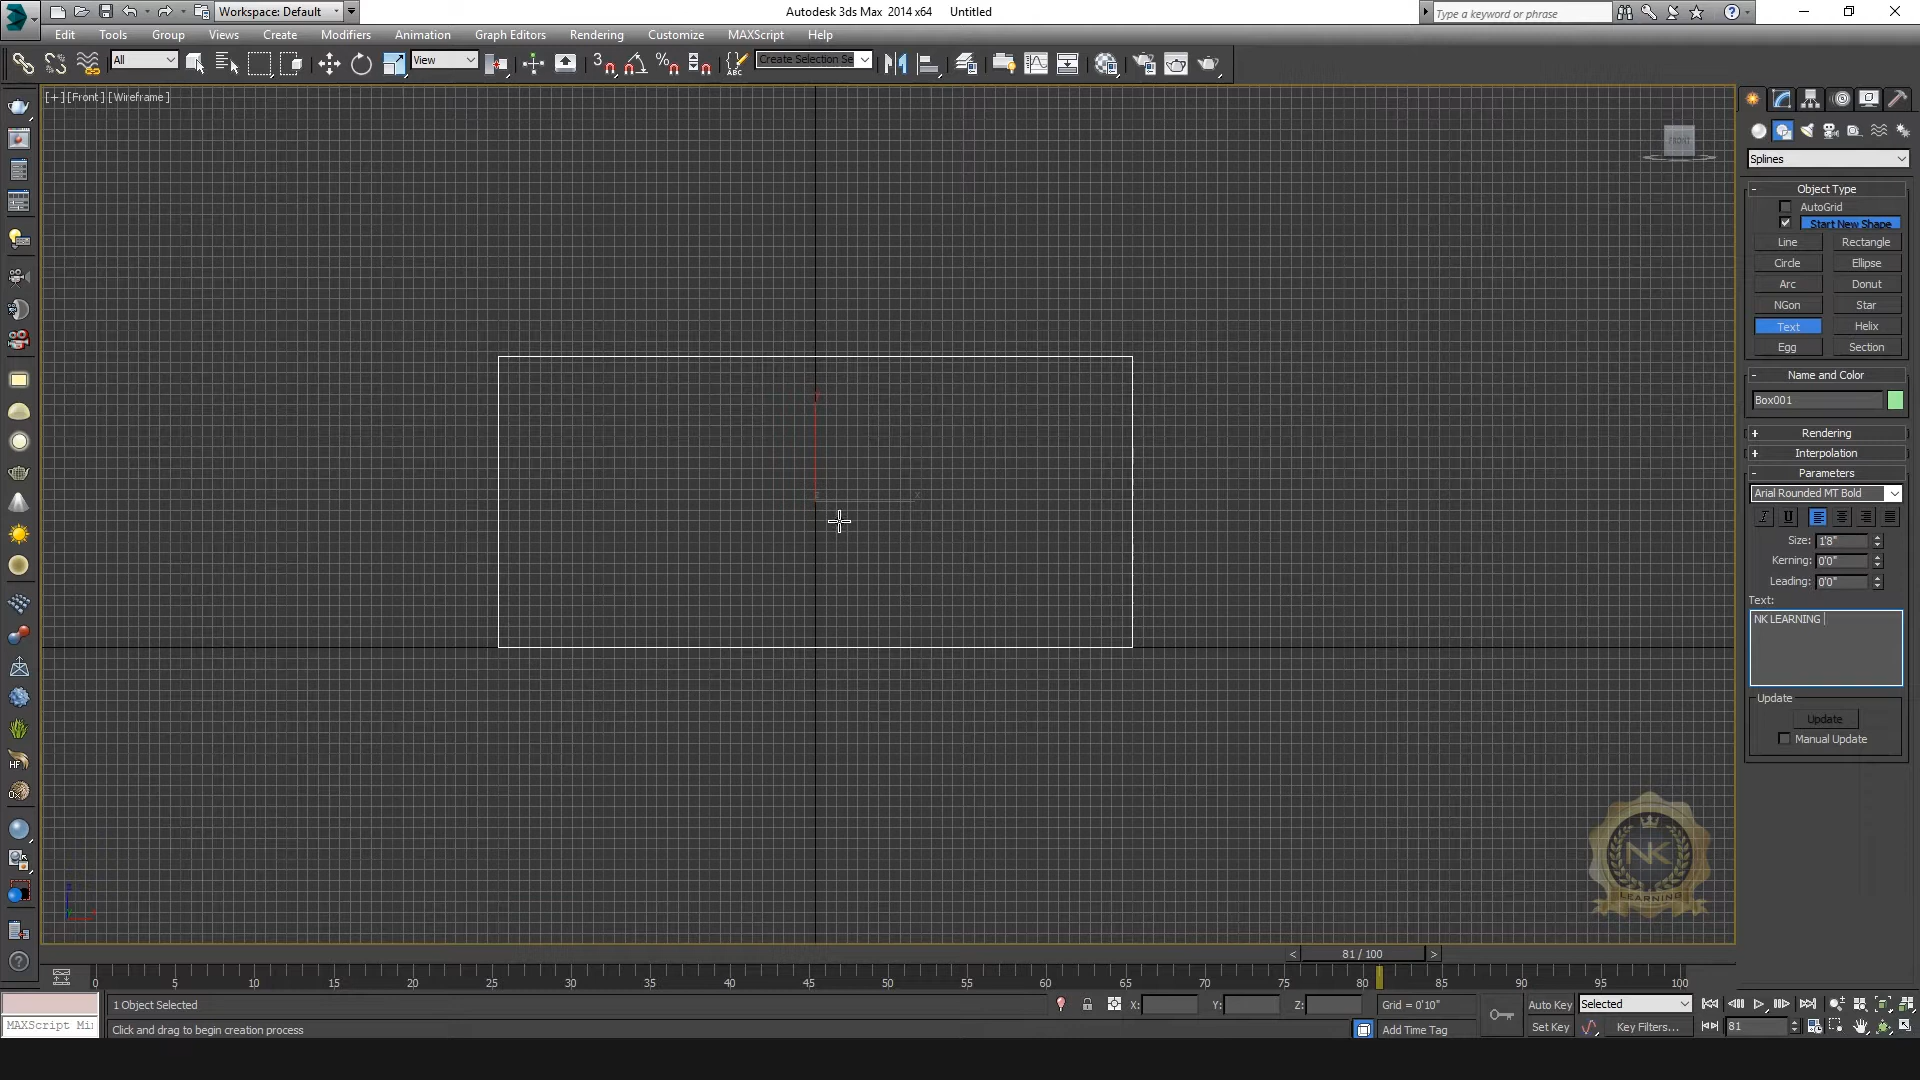 Workspace: Default
Autodesk 3ds Max 2014 x64 Untitled
Type a keyword or phrase
Edit Tools Group Views Create Modifiers Animation Graph Editors Rendering Customize MAXScript Help
All
View
Create Selection Se
[+] [Front] [Wireframe]
FRONT
Splines
Object Type
AutoGrid
Start New Shape
Line Rectangle
Circle Ellipse
Arc Donut
NGon Star
Text Helix
Egg Section
Name and Color
Box001
Rendering
Interpolation
Parameters
Arial Rounded MT Bold
Size: 1'8"
Kerning: 0'0"
Leading: 0'0"
Text:
NK LEARNING
Update
Update
Manual Update
NK
LEARNING
81 / 100
0 5 10 15 20 25 30 35 40 45 50 55 60 65 70 75 80 85 90 95 100
1 Object Selected
X: Y: Z: Grid = 0'10"
Auto Key Selected
MAXScript Mi
Click and drag to begin creation process
Add Time Tag
Set Key Key Filters...
81